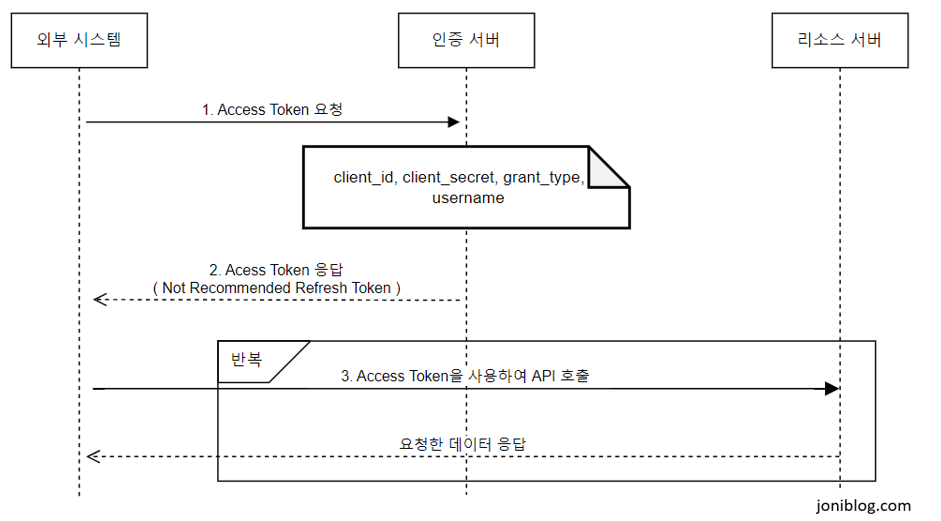 외부 시스템
인증 서버
리소스 서버
1. Access Token 요청
client_id, client_secret, grant_type,
username
2. Acess Token 응답
( Not Recommended Refresh Token )
반복
3. Access Token을 사용하여 API 호출
요청한 데이터 응답
joniblog.com